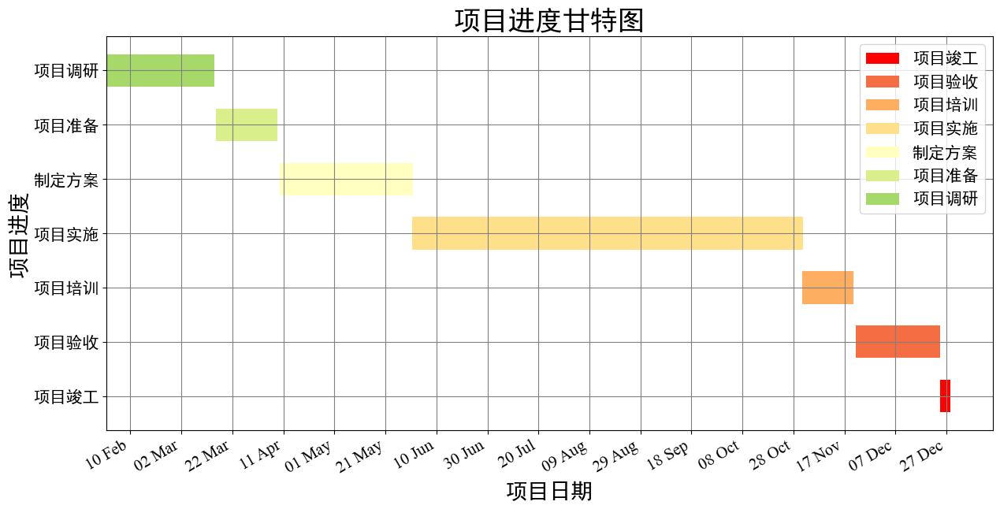 项目进度甘特图
项目调研
项目准备
制定方案
项目实施
项目培训
项目验收
项目竣工
项目进度
项目竣工
项目验收
项目培训
项目实施
制定方案
项目准备
项目调研
10 Feb
02 Mar
22 Mar
11 Apr
01 May
21 May
10 Jun
30 Jun
20 Jul
09 Aug
29 Aug
18 Sep
08 Oct
28 Oct
17 Nov
07 Dec
27 Dec
项目日期